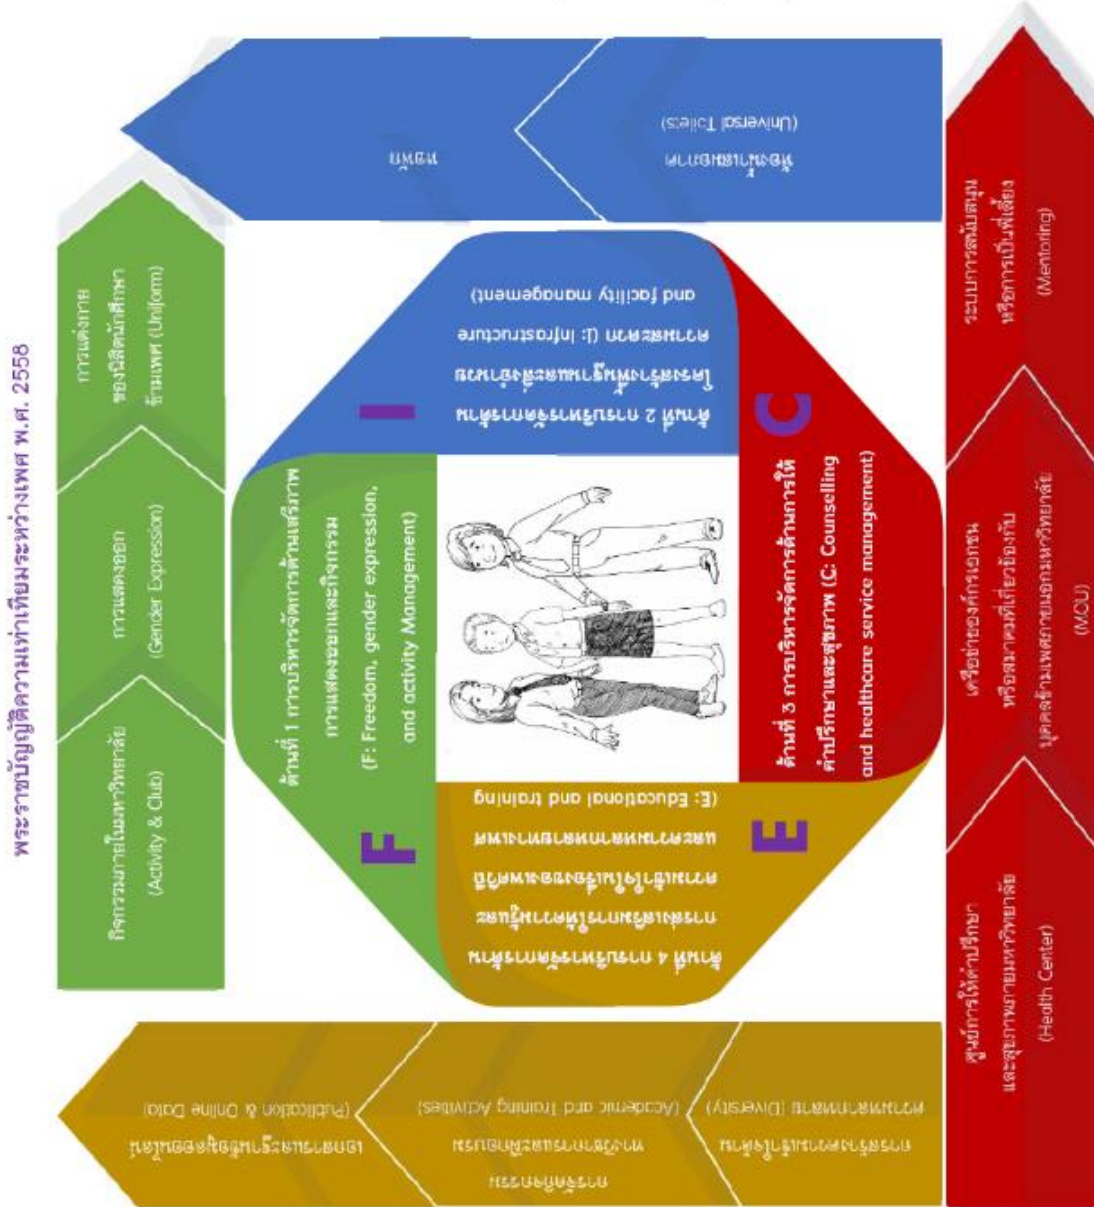 พระราชบัญญัติความเท่าเทียมระหว่างเพศ พ.ศ. 2558
กิจกรรมภายในมหาวิทยาลัย
(Activity & Club)
การแสดงออก
(Gender Expression)
การแต่งกาย
ของนิสิตนักศึกษา
ข้ามเพศ (Uniform)
หอพัก
ห้องน้ำเสมอภาค
(Universal Toilets)
F
ด้านที่ 1 การบริหารจัดการด้านเสรีภาพ
การแสดงออกและกิจกรรม
(F: Freedom, gender expression,
and activity Management
I
ด้านที่ 2 การบริหารจัดการด้าน
โครงสร้างพื้นฐานและสิ่งอำนวย
ความสะดวก (I: Infrastructure
and facility management)
C
ด้านที่ 3 การบริหารจัดการด้านการให้
คำปรึกษาและสุขภาพ (C: Counselling
and healthcare service management)
E
ด้านที่ 4 การบริหารจัดการด้าน
การส่งเสริมการให้ความรู้และ
ความเข้าใจในเรื่องของเพศวิถี
และความหลากหลายทางเพศ
(E: Educational and training
ศูนย์การให้คำปรึกษา
และสุขภาพภายมหาวิทยาลัย
(Health Center)
เครือข่ายองค์กรเอกชน
หรือสมาคมที่เกี่ยวข้องกับ
บุคคลข้ามเพศภายนอกมหาวิทยาลัย
(MOU)
ระบบการสนับสนุน
หรือการเป็นพี่เลี้ยง
(Mentoring)
การสร้างความเข้าใจด้าน
ความหลากหลาย (Diversity)
การจัดกิจกรรม
ทางวิชาการและฝึกอบรม
(Academic and Training Activities)
เอกสารและฐานข้อมูลออนไลน์
(Publication & Online Data)